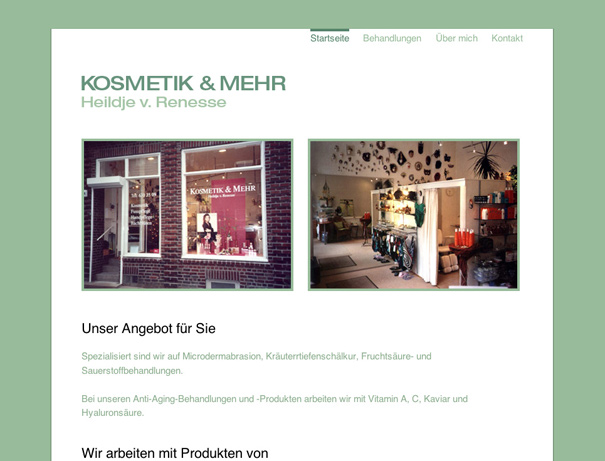 Startseite Behandlungen Über mich Kontakt
KOSMETIK & MEHR
Heildje v. Renesse
KOSMETIK & MEHR
Heildje v. Renesse
Kosmetik
Unser Angebot für Sie
Spezialisiert sind wir auf Microdermabrasion, Kräuterrtiefenschälkur, Fruchtsäure- und
Sauerstoffbehandlungen.
Bei unseren Anti-Aging-Behandlungen und -Produkten arbeiten wir mit Vitamin A, C, Kaviar und
Hyaluronsäure.
Wir arbeiten mit Produkten von